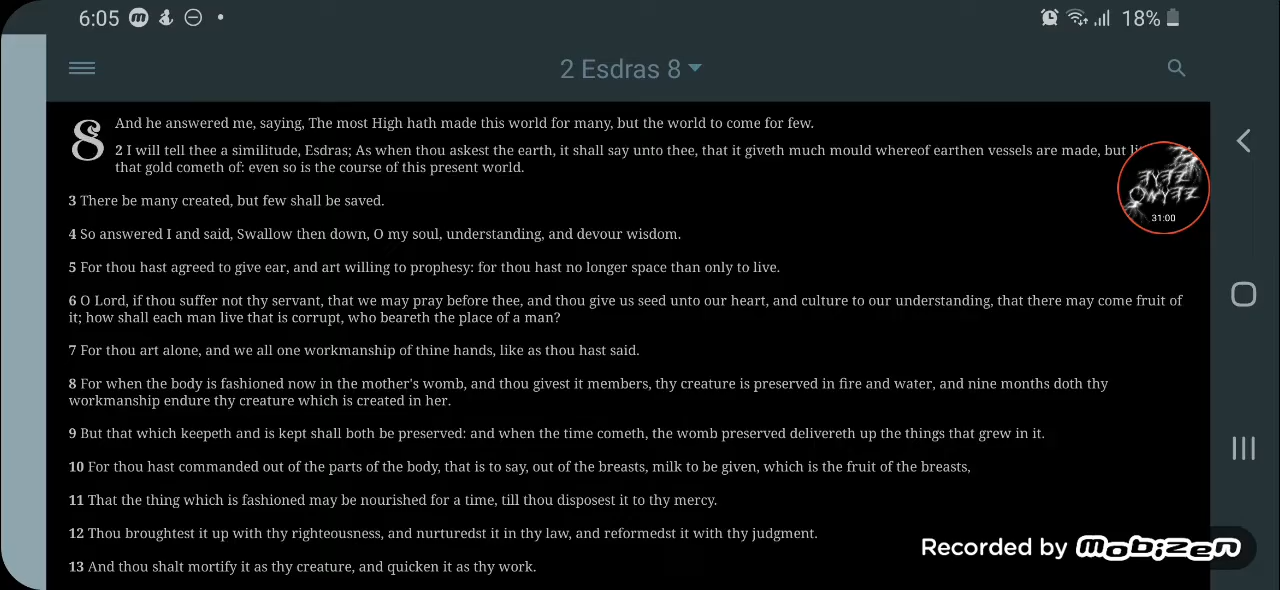 6:05
18%
2 Esdras 8
8 And he answered me, saying, The most High hath made this world for many, but the world to come for few.
2 I will tell thee a similitude, Esdras; As when thou askest the earth, it shall say unto thee, that it giveth much mould whereof earthen vessels are made, but
that gold cometh of: even so is the course of this present world.
3 There be many created, but few shall be saved.
4 So answered I and said, Swallow then down, O my soul, understanding, and devour wisdom.
5 For thou hast agreed to give ear, and art willing to prophesy: for thou hast no longer space than only to live.
6 O Lord, if thou suffer not thy servant, that we may pray before thee, and thou give us seed unto our heart, and culture to our understanding, that there may come fruit of
it; how shall each man live that is corrupt, who beareth the place of a man?
7 For thou art alone, and we all one workmanship of thine hands, like as thou hast said.
8 For when the body is fashioned now in the mother's womb, and thou givest it members, thy creature is preserved in fire and water, and nine months doth thy
workmanship endure thy creature which is created in her.
9 But that which keepeth and is kept shall both be preserved: and when the time cometh, the womb preserved delivereth up the things that grew in it.
10 For thou hast commanded out of the parts of the body, that is to say, out of the breasts, milk to be given, which is the fruit of the breasts,
11 That the thing which is fashioned may be nourished for a time, till thou disposest it to thy mercy.
12 Thou broughtest it up with thy righteousness, and nurturedst it in thy law, and reformedst it with thy judgment.
13 And thou shalt mortify it as thy creature, and quicken it as thy work.
31:00
Recorded by mobizen